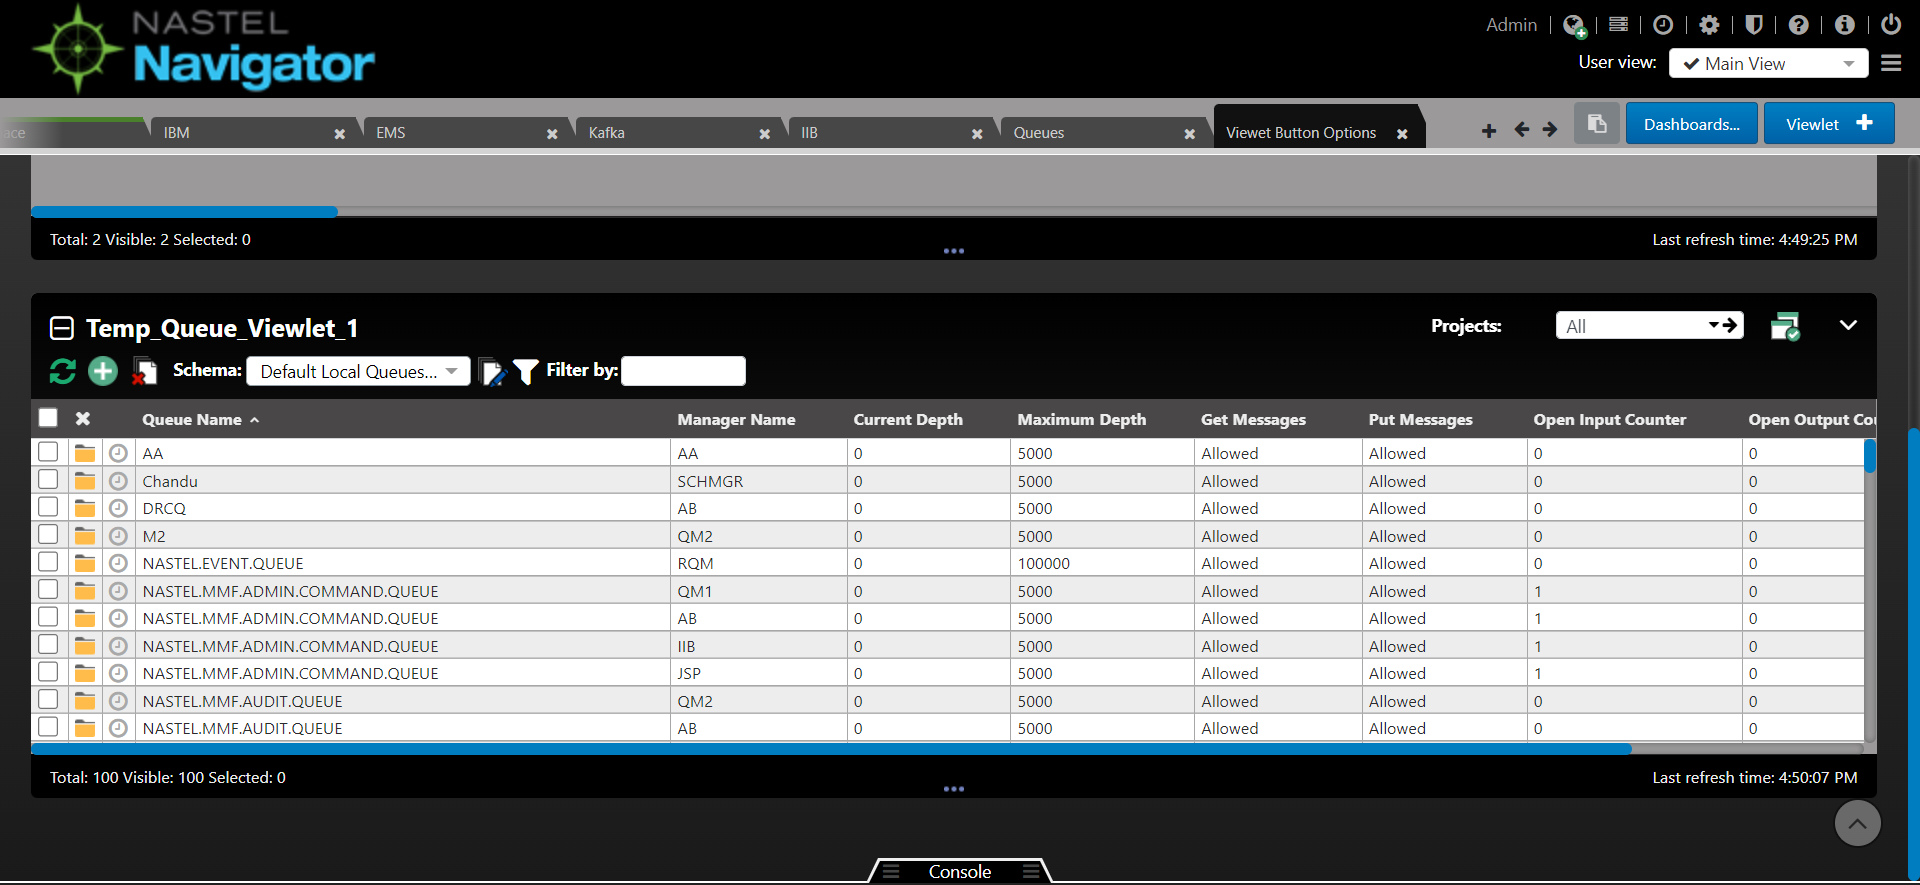 NASTEL
Navigator
Admin
User view: Main View
ace IBM EMS Kafka IIB Queues Viewet Button Options Dashboards... Viewlet
Total: 2 Visible: 2 Selected: 0 Last refresh time: 4:49:25 PM
Temp_Queue_Viewlet_1 Projects: All
Schema: Default Local Queues... Filter by:
Queue Name Manager Name Current Depth Maximum Depth Get Messages Put Messages Open Input Counter Open Output Cou
AA AA 0 5000 Allowed Allowed 0 0
Chandu SCHMGR 0 5000 Allowed Allowed 0 0
DRCQ AB 0 5000 Allowed Allowed 0 0
M2 QM2 0 5000 Allowed Allowed 0 0
NASTEL.EVENT.QUEUE RQM 0 100000 Allowed Allowed 0 0
NASTEL.MMF.ADMIN.COMMAND.QUEUE QM1 0 5000 Allowed Allowed 1 0
NASTEL.MMF.ADMIN.COMMAND.QUEUE AB 0 5000 Allowed Allowed 1 0
NASTEL.MMF.ADMIN.COMMAND.QUEUE IIB 0 5000 Allowed Allowed 1 0
NASTEL.MMF.ADMIN.COMMAND.QUEUE JSP 0 5000 Allowed Allowed 1 0
NASTEL.MMF.AUDIT.QUEUE QM2 0 5000 Allowed Allowed 0 0
NASTEL.MMF.AUDIT.QUEUE AB 0 5000 Allowed Allowed 0 0
Total: 100 Visible: 100 Selected: 0 Last refresh time: 4:50:07 PM
Console